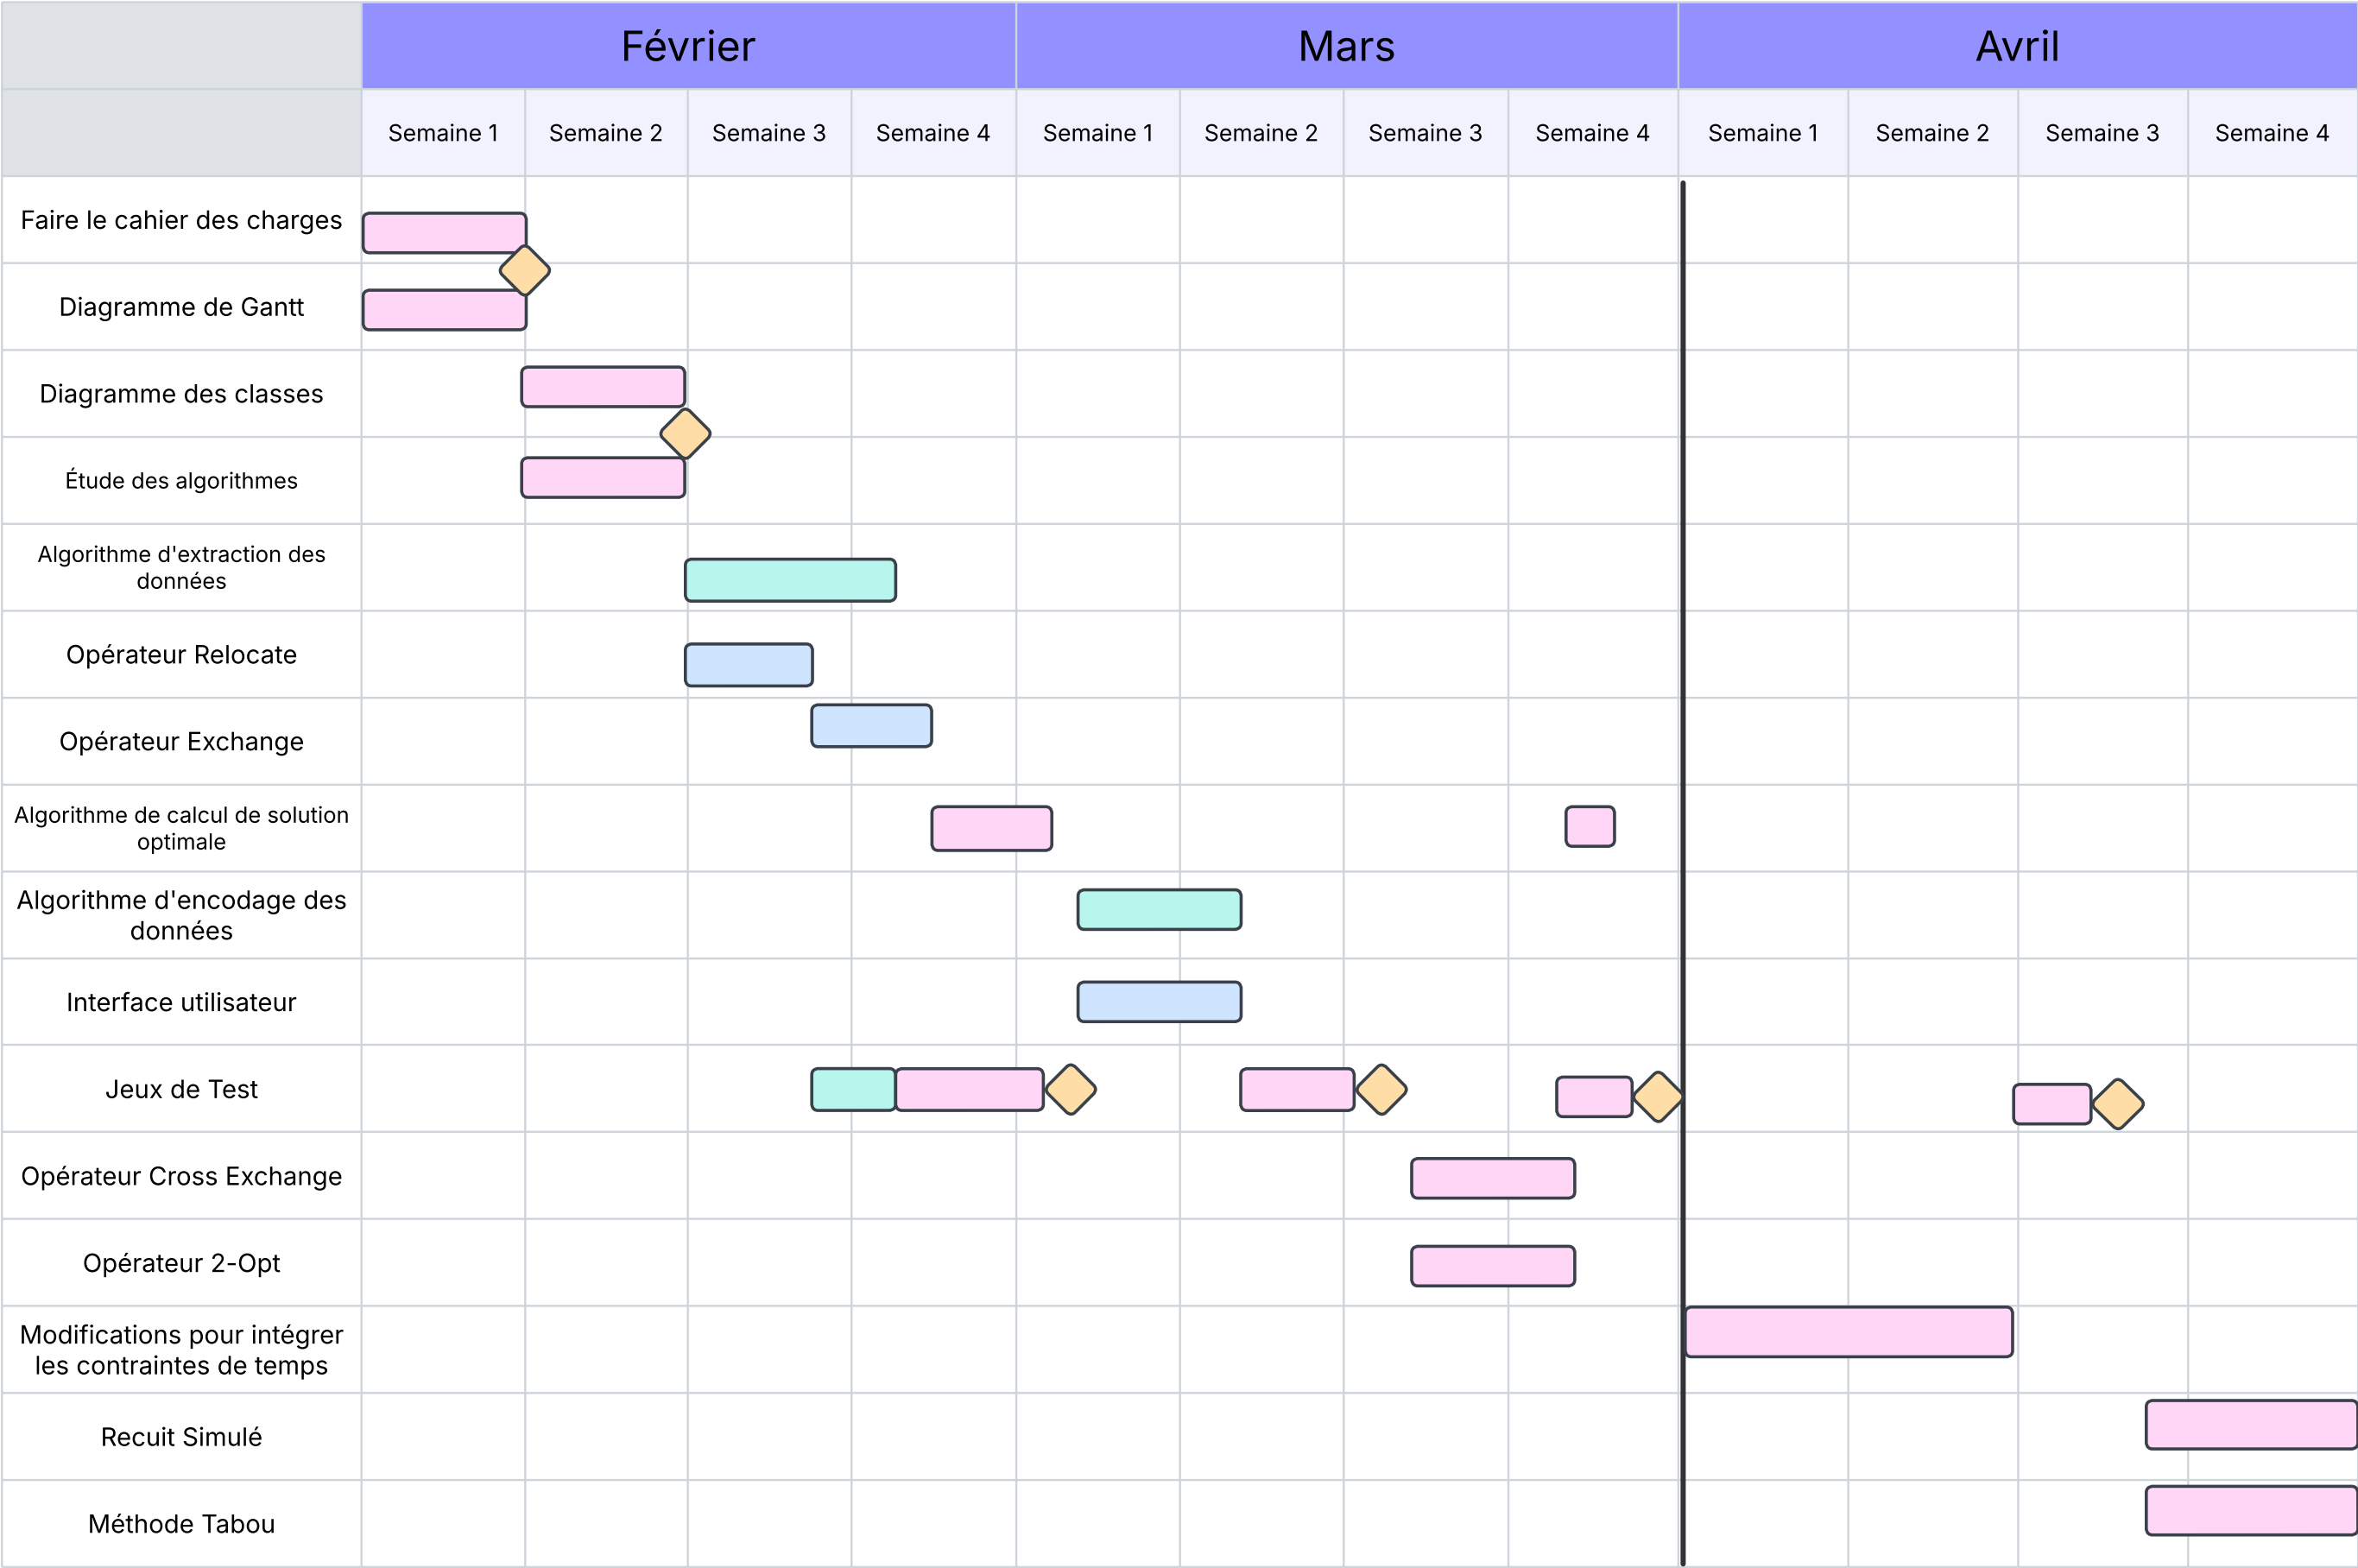 Février
Mars
Avril
Semaine 1
Semaine 2
Semaine 3
Semaine 4
Semaine 1
Semaine 2
Semaine 3
Semaine 4
Semaine 1
Semaine 2
Semaine 3
Semaine 4
Faire le cahier des charges
Diagramme de Gantt
Diagramme des classes
Étude des algorithmes
Algorithme d'extraction des
données
Opérateur Relocate
Opérateur Exchange
Algorithme de calcul de solution
optimale
Algorithme d'encodage des
données
Interface utilisateur
Jeux de Test
Opérateur Cross Exchange
Opérateur 2-Opt
Modifications pour intégrer
les contraintes de temps
Recuit Simulé
Méthode Tabou